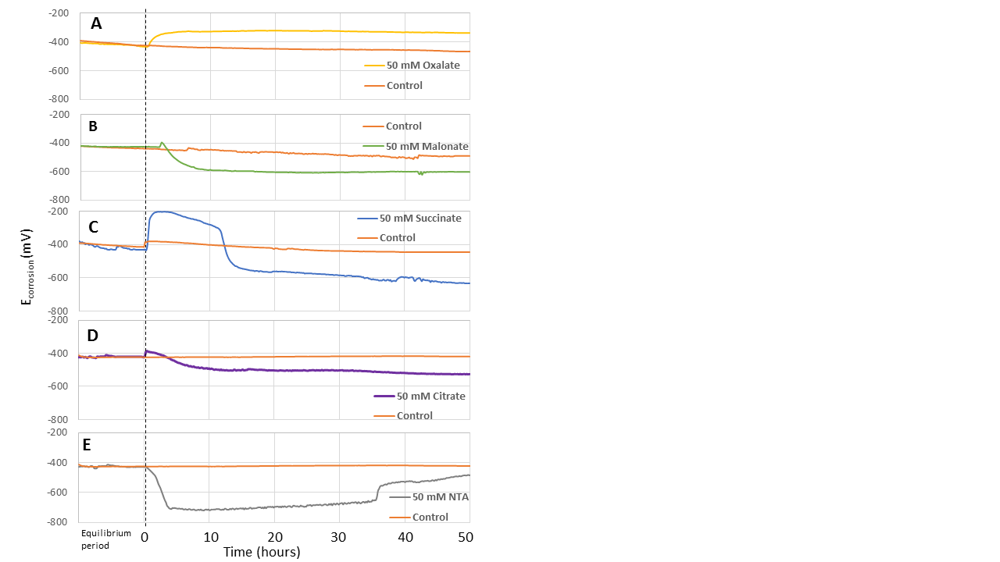 A
-200
-400
-600
-800
50 mM Oxalate
Control
B
-200
-400
-600
-800
Control
50 mM Malonate
C
-200
-400
-600
-800
50 mM Succinate
Control
D
-200
-400
-600
-800
50 mM Citrate
Control
E
-200
-400
-600
-800
50 mM NTA
Control
Ecorrosion(mV)
Equilibrium
period
0 10 20 30 40 50
Time (hours)